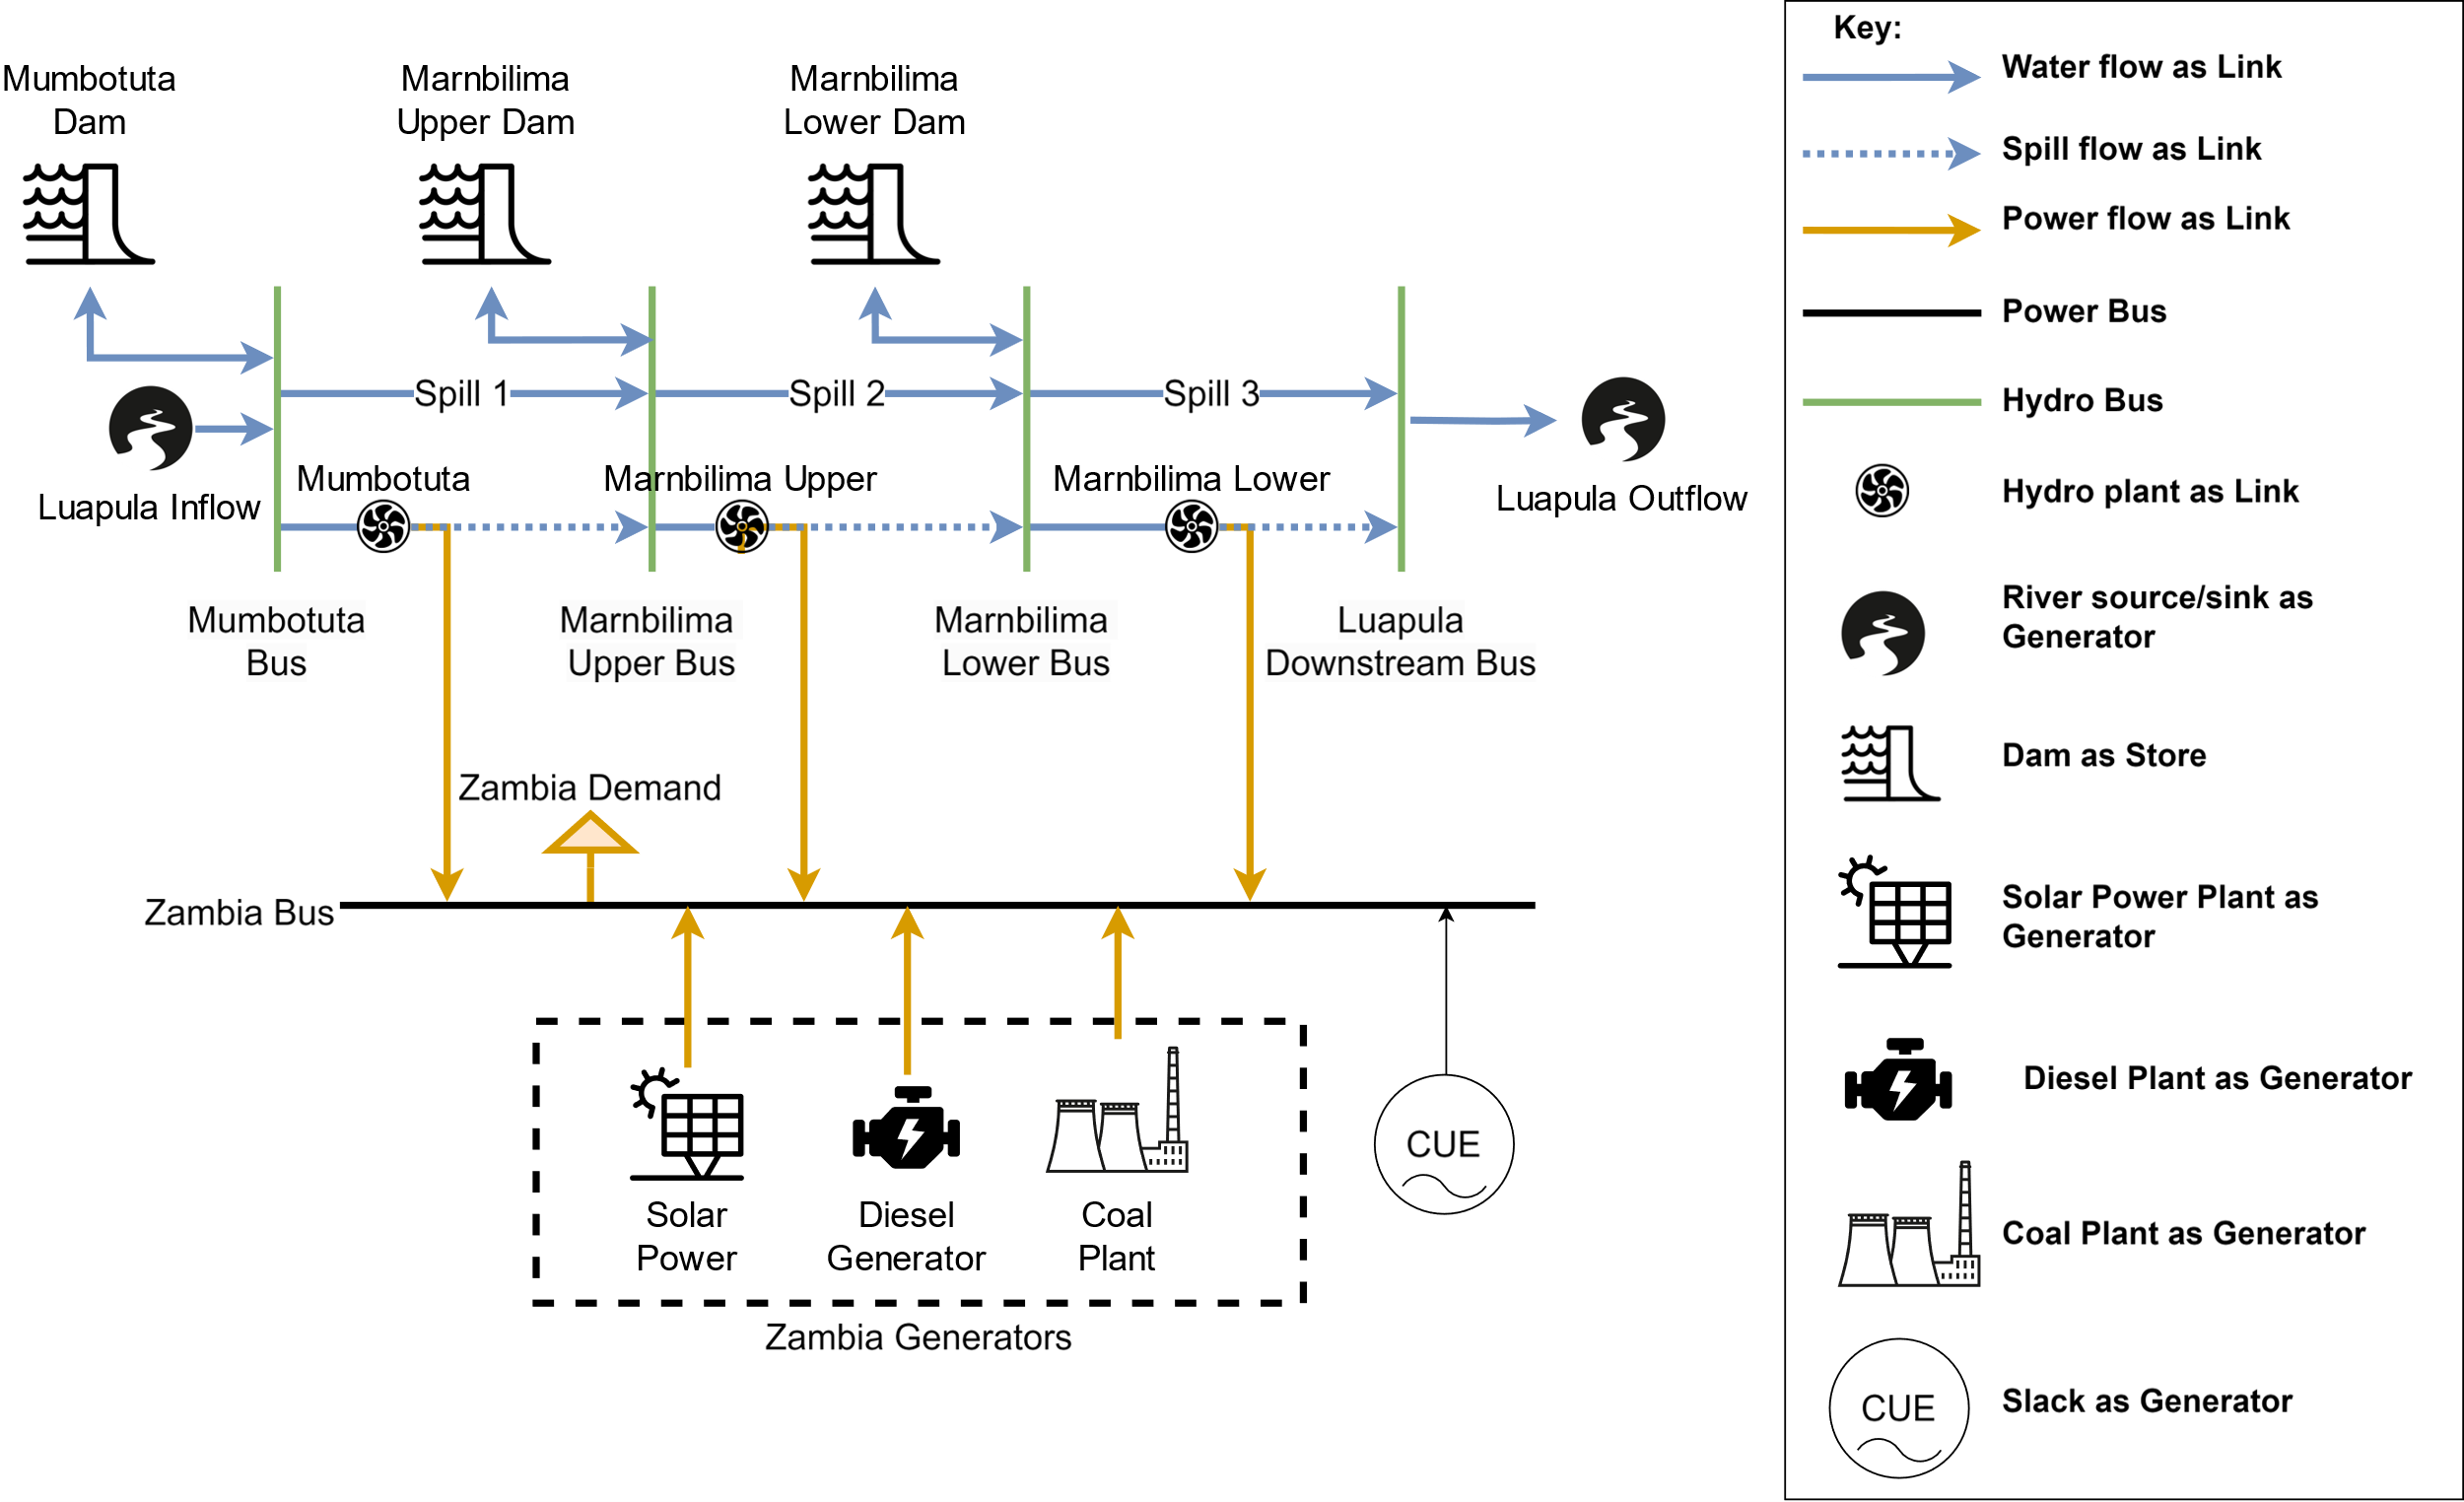 Mumbotuta
Dam
Marnbilima
Upper Dam
Marnbilima
Lower Dam
Spill 1
Spill 2
Spill 3
Luapula Inflow
Mumbotuta
Marnbilima Upper
Marnbilima Lower
Luapula Outflow
Mumbotuta
Bus
Marnbilima
Upper Bus
Marnbilima
Lower Bus
Luapula
Downstream Bus
Zambia Demand
Zambia Bus
Solar
Power
Diesel
Generator
Coal
Plant
CUE
Zambia Generators
Key:
Water flow as Link
Spill flow as Link
Power flow as Link
Power Bus
Hydro Bus
Hydro plant as Link
River source/sink as
Generator
Dam as Store
Solar Power Plant as
Generator
Diesel Plant as Generator
Coal Plant as Generator
CUE
Slack as Generator